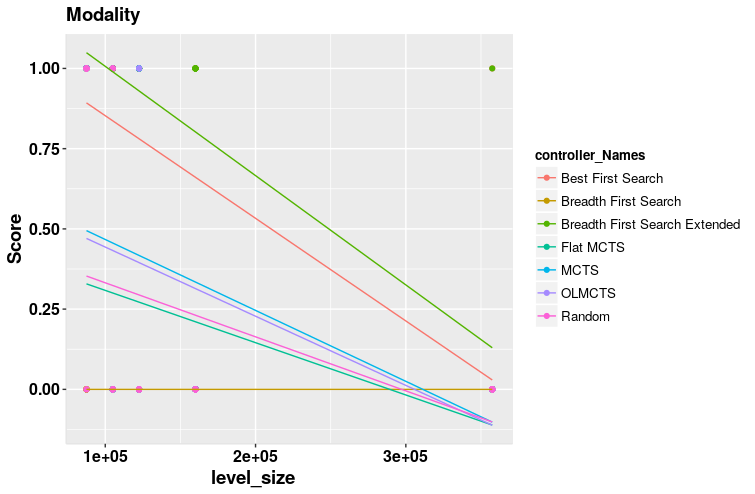 Modality
1.00
0.75
0.50
0.25
0.00
Score
1e+05
2e+05
3e+05
level_size
controller_Names
Best First Search
Breadth First Search
Breadth First Search Extended
Flat MCTS
MCTS
OLMCTS
Random